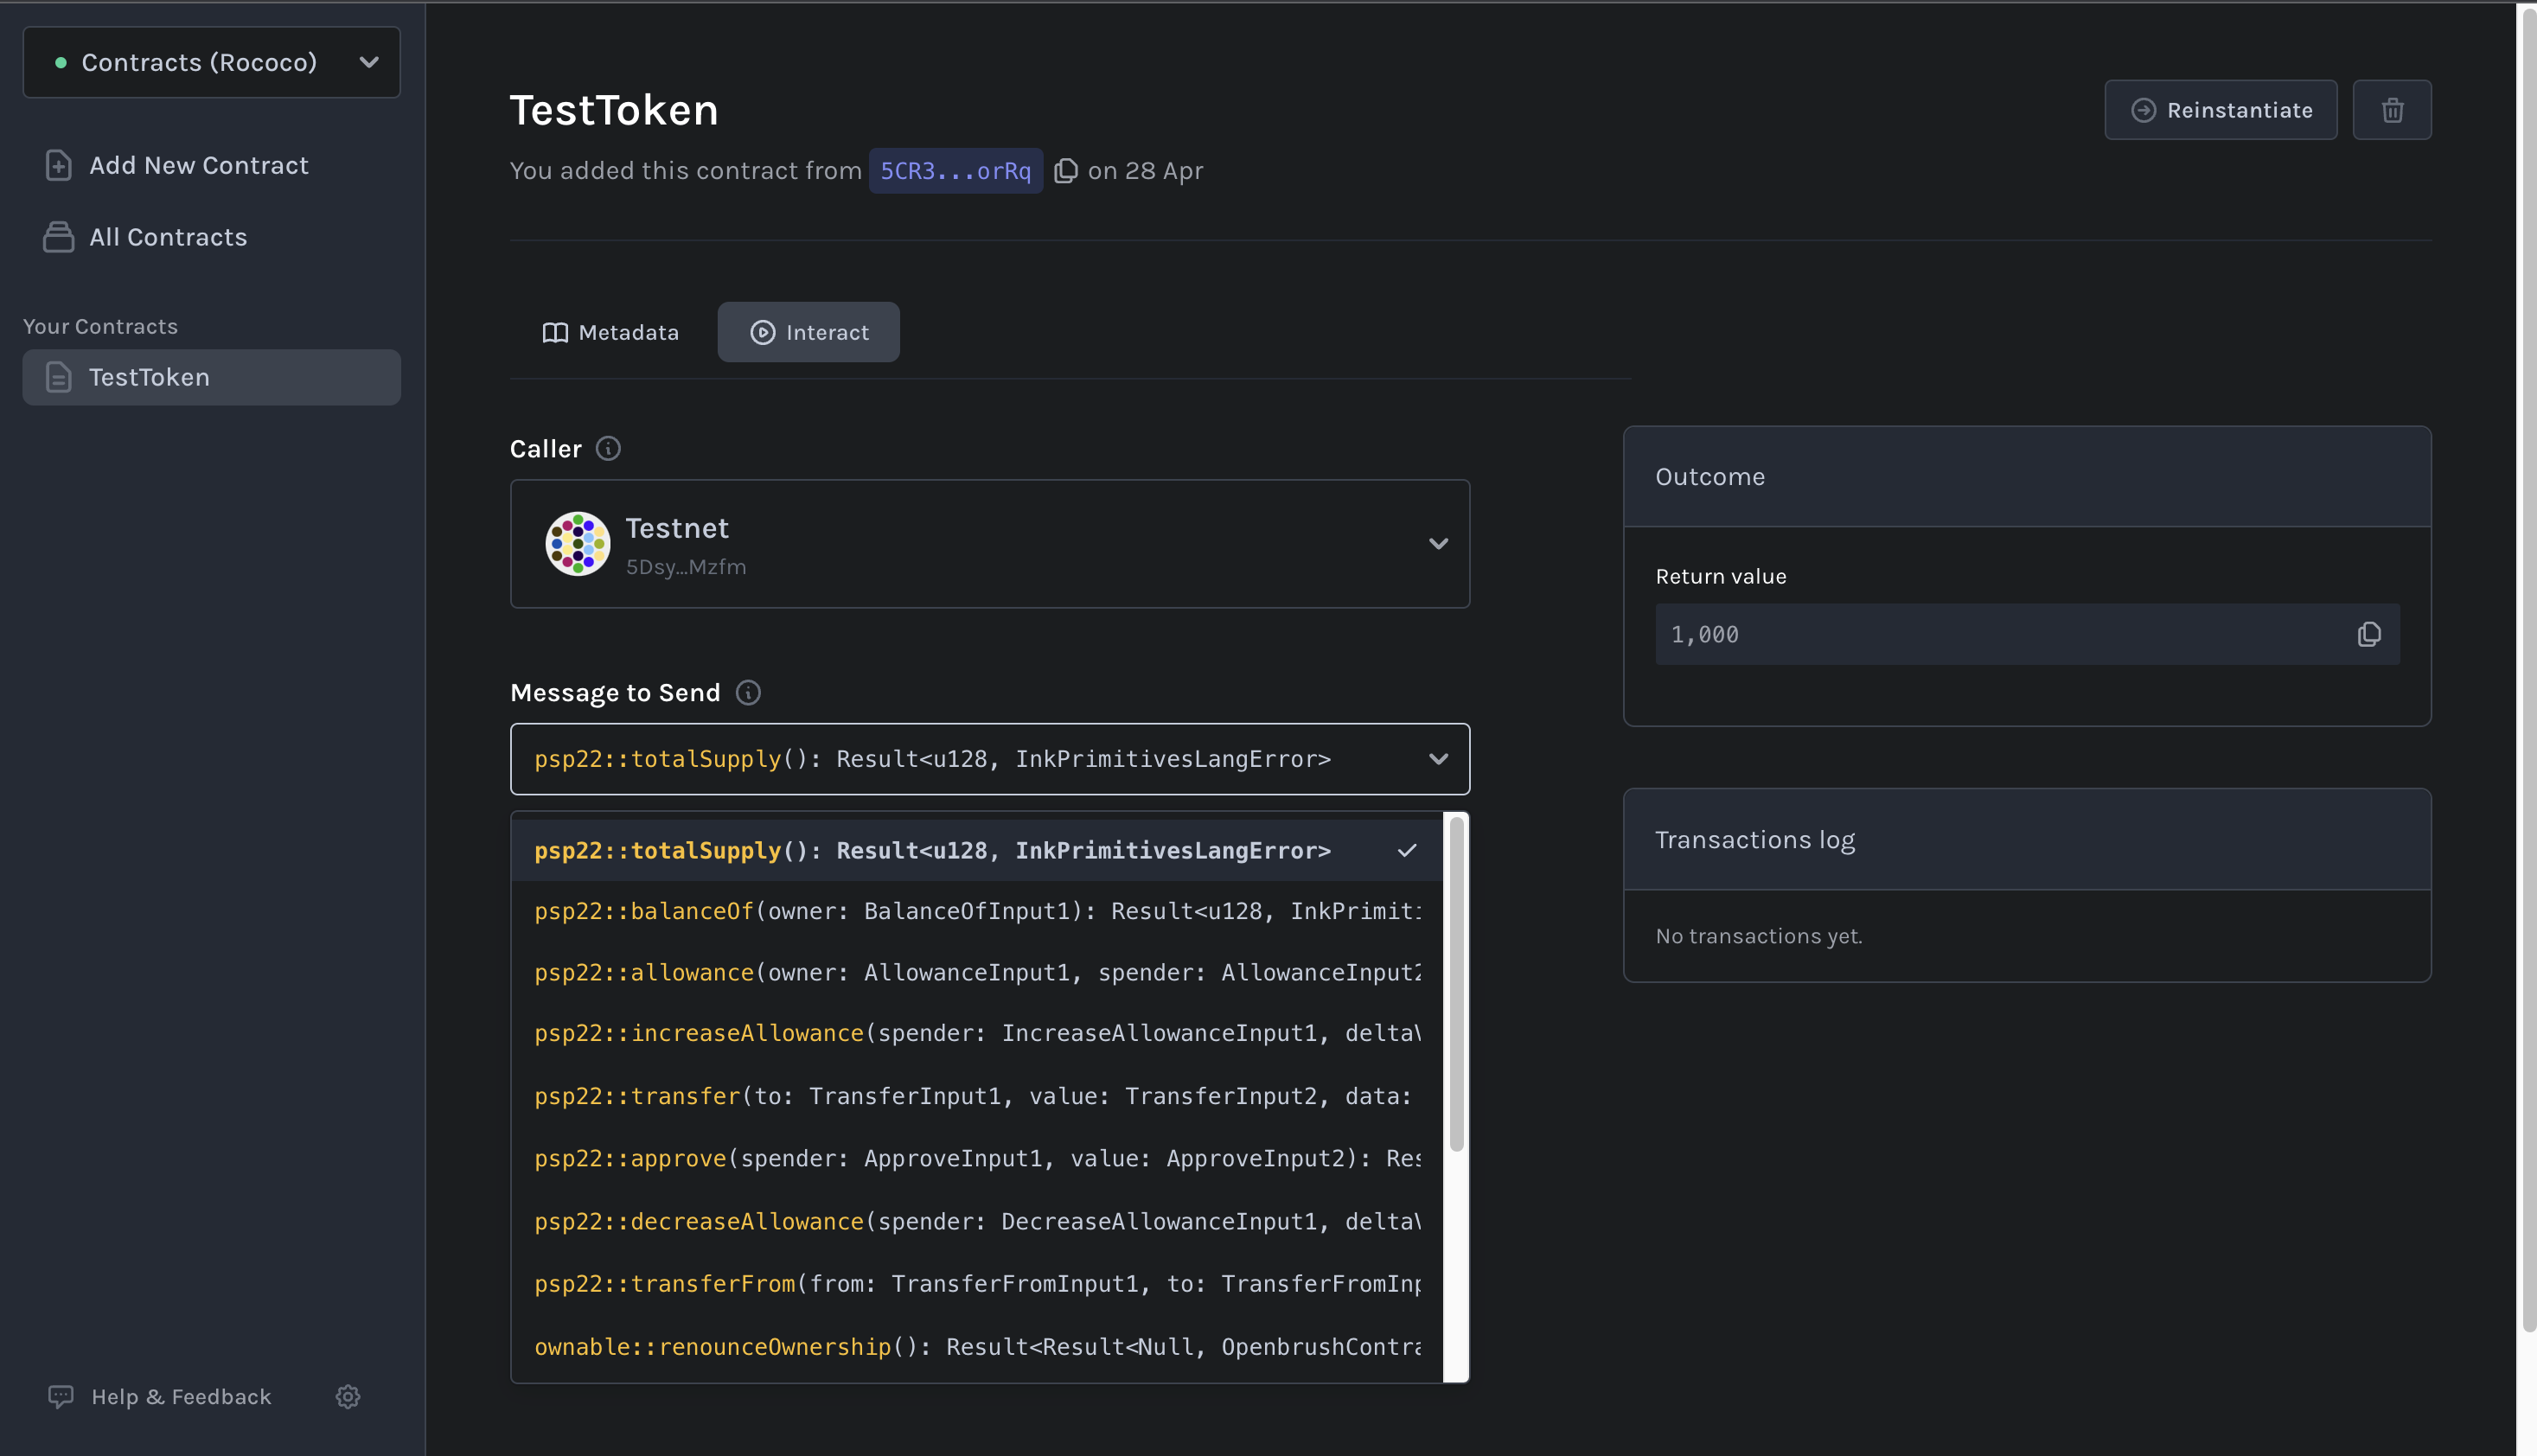 Contracts (Rococo)
Add New Contract
All Contracts
Your Contracts
TestToken
Help & Feedback
TestToken
You added this contract from 5CR3...orRq on 28 Apr
Reinstantiate
Metadata
Interact
Caller
Testnet
5Dsy...Mzfm
Message to Send
psp22::totalSupply(): Result<u128, InkPrimitivesLangError>
psp22::totalSupply(): Result<u128, InkPrimitivesLangError>
psp22::balanceOf(owner: BalanceOfInput1): Result<u128, InkPrimiti
psp22::allowance(owner: AllowanceInput1, spender: AllowanceInput2
psp22::increaseAllowance(spender: IncreaseAllowanceInput1, deltaV
psp22::transfer(to: TransferInput1, value: TransferInput2, data:
psp22::approve(spender: ApproveInput1, value: ApproveInput2): Res
psp22::decreaseAllowance(spender: DecreaseAllowanceInput1, deltaV
psp22::transferFrom(from: TransferFromInput1, to: TransferFromInp
ownable::renounceOwnership(): Result<Result<Null, OpenbrushContra
Outcome
Return value
1,000
Transactions log
No transactions yet.